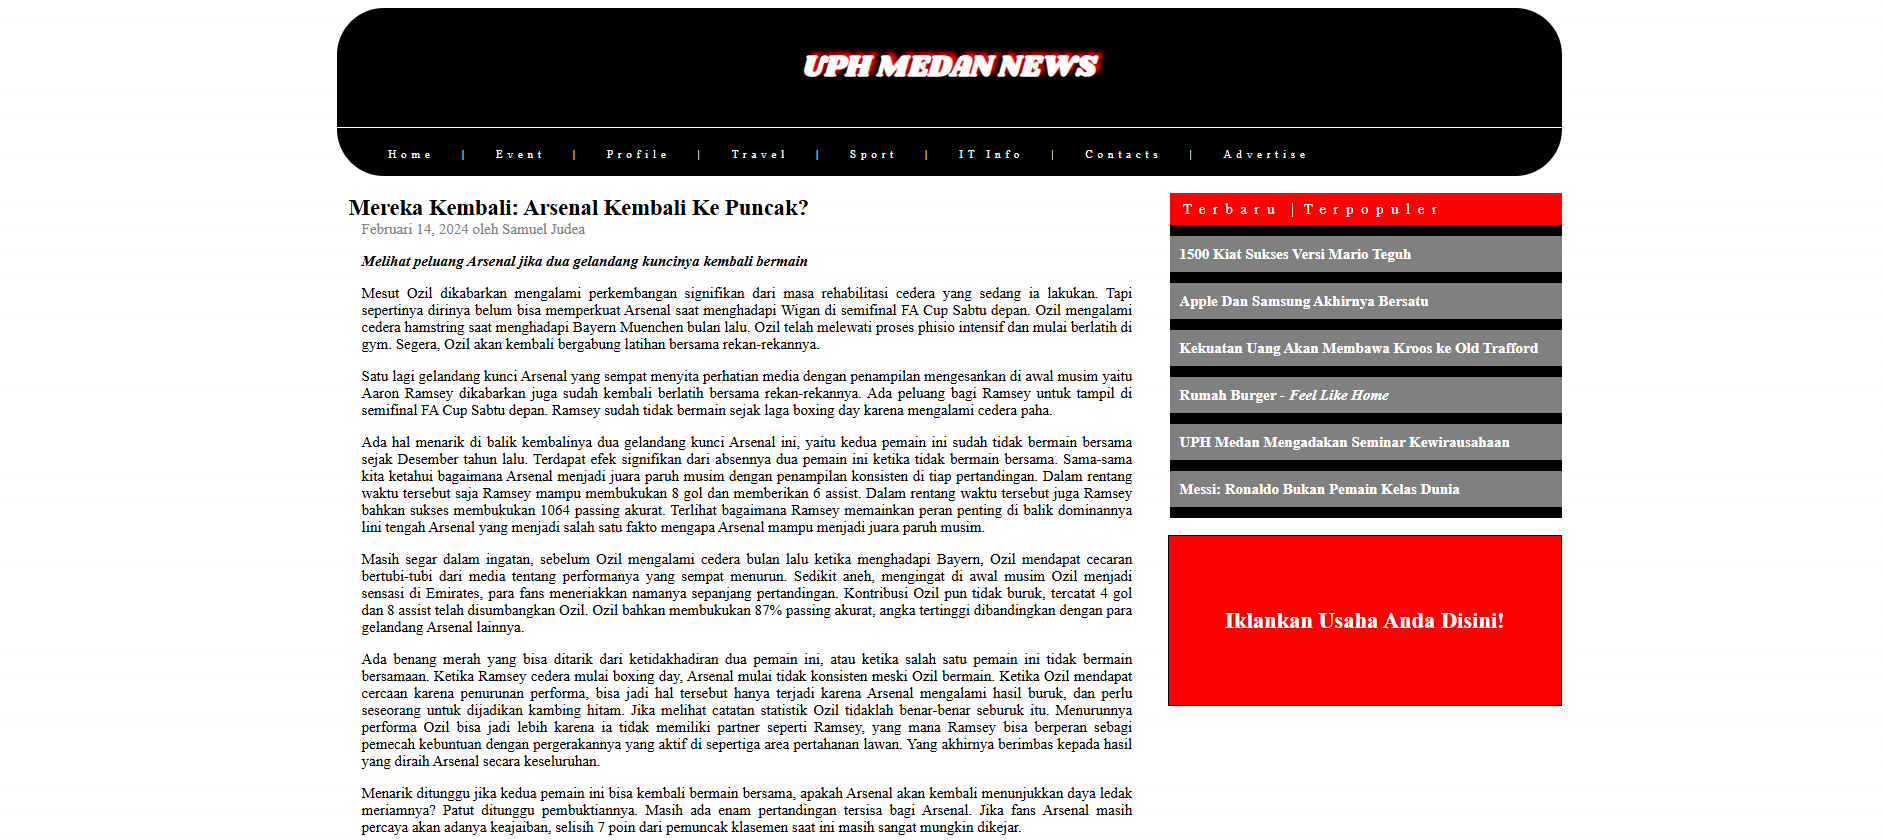 UPH MEDAN NEWS
Home | Event | Profile | Travel | Sport | IT Info | Contacts | Advertise
Mereka Kembali: Arsenal Kembali Ke Puncak?
Februari 14, 2024 oleh Samuel Judea
Melihat peluang Arsenal jika dua gelandang kuncinya kembali bermain
Mesut Ozil dikabarkan mengalami perkembangan signifikan dari masa rehabilitasi cedera yang sedang ia lakukan. Tapi
sepertinya dirinya belum bisa memperkuat Arsenal saat menghadapi Wigan di semifinal FA Cup Sabtu depan. Ozil mengalami
cedera hamstring saat menghadapi Bayern Muenchen bulan lalu. Ozil telah melewati proses phisio intensif dan mulai berlatih di
gym. Segera, Ozil akan kembali bergabung latihan bersama rekan-rekannya.
Satu lagi gelandang kunci Arsenal yang sempat menyita perhatian media dengan penampilan mengesankan di awal musim yaitu
Aaron Ramsey dikabarkan juga sudah kembali berlatih bersama rekan-rekannya. Ada peluang bagi Ramsey untuk tampil di
semifinal FA Cup Sabtu depan. Ramsey sudah tidak bermain sejak laga boxing day karena mengalami cedera paha.
Ada hal menarik di balik kembalinya dua gelandang kunci Arsenal ini, yaitu kedua pemain ini sudah tidak bermain bersama
sejak Desember tahun lalu. Terdapat efek signifikan dari absennya dua pemain ini ketika tidak bermain bersama. Sama-sama
kita ketahui bagaimana Arsenal menjadi juara paruh musim dengan penampilan konsisten di tiap pertandingan. Dalam rentang
waktu tersebut saja Ramsey mampu membukukan 8 gol dan memberikan 6 assist. Dalam rentang waktu tersebut juga Ramsey
bahkan sukses membukukan 1064 passing akurat. Terlihat bagaimana Ramsey memainkan peran penting di balik dominannya
lini tengah Arsenal yang menjadi salah satu fakto mengapa Arsenal mampu menjadi juara paruh musim.
Masih segar dalam ingatan, sebelum Ozil mengalami cedera bulan lalu ketika menghadapi Bayern, Ozil mendapat cecaran
bertubi-tubi dari media tentang performanya yang sempat menurun. Sedikit aneh, mengingat di awal musim Ozil menjadi
sensasi di Emirates, para fans meneriakkan namanya sepanjang pertandingan. Kontribusi Ozil pun tidak buruk, tercatat 4 gol
dan 8 assist telah disumbangkan Ozil. Ozil bahkan membukukan 87% passing akurat, angka tertinggi dibandingkan dengan para
gelandang Arsenal lainnya.
Ada benang merah yang bisa ditarik dari ketidakhadiran dua pemain ini, atau ketika salah satu pemain ini tidak bermain
bersamaan. Ketika Ramsey cedera mulai boxing day, Arsenal mulai tidak konsisten meski Ozil bermain. Ketika Ozil mendapat
cercaan karena penurunan performa, bisa jadi hal tersebut hanya terjadi karena Arsenal mengalami hasil buruk, dan perlu
seseorang untuk dijadikan kambing hitam. Jika melihat catatan statistik Ozil tidaklah benar-benar seburuk itu. Menurunnya
performa Ozil bisa jadi lebih karena ia tidak memiliki partner seperti Ramsey, yang mana Ramsey bisa berperan sebagi
pemecah kebuntuan dengan pergerakannya yang aktif di sepertiga area pertahanan lawan. Yang akhirnya berimbas kepada hasil
yang diraih Arsenal secara keseluruhan.
Menarik ditunggu jika kedua pemain ini bisa kembali bermain bersama, apakah Arsenal akan kembali menunjukkan daya ledak
meriamnya? Patut ditunggu pembuktiannya. Masih ada enam pertandingan tersisa bagi Arsenal. Jika fans Arsenal masih
percaya akan adanya keajaiban, selisih 7 poin dari pemuncak klasemen saat ini masih sangat mungkin dikejar.
Terbaru | Terpopuler
1500 Kiat Sukses Versi Mario Teguh
Apple Dan Samsung Akhirnya Bersatu
Kekuatan Uang Akan Membawa Kroos ke Old Trafford
Rumah Burger - Feel Like Home
UPH Medan Mengadakan Seminar Kewirausahaan
Messi: Ronaldo Bukan Pemain Kelas Dunia
Iklankan Usaha Anda Disini!